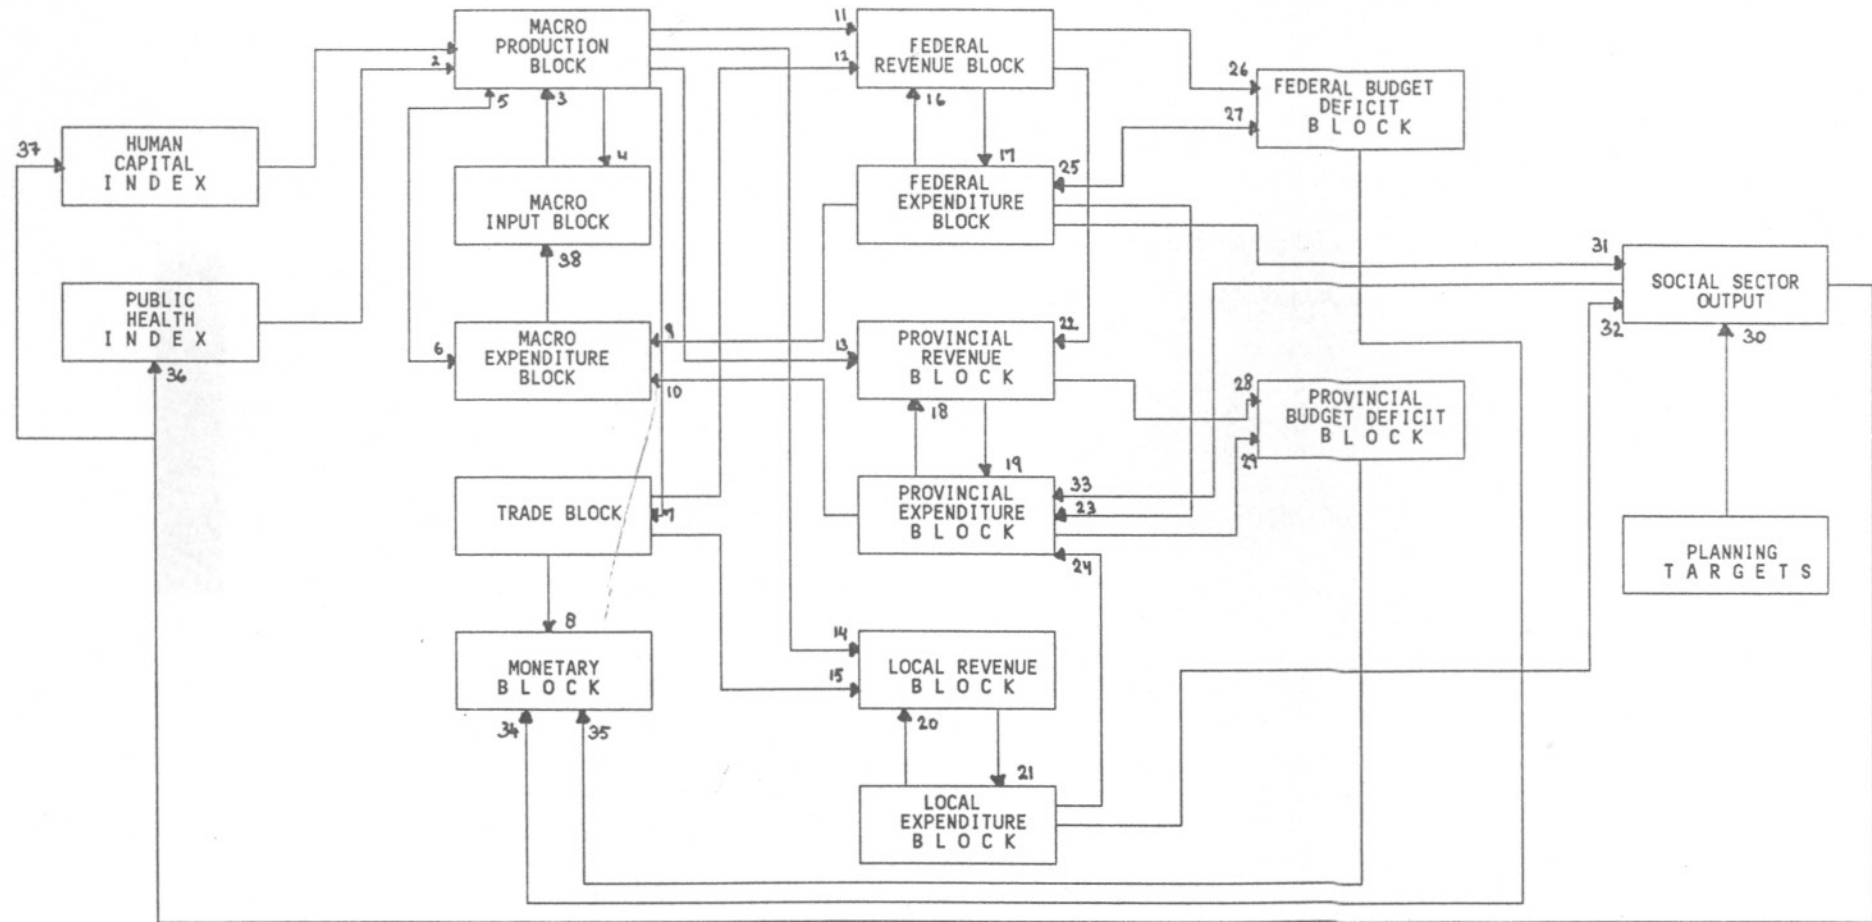 MACRO
PRODUCTION
BLOCK
FEDERAL
REVENUE BLOCK
FEDERAL BUDGET
DEFICIT
B L O C K
HUMAN
CAPITAL
I N D E X
MACRO
INPUT BLOCK
FEDERAL
EXPENDITURE
BLOCK
SOCIAL SECTOR
OUTPUT
PUBLIC
HEALTH
I N D E X
MACRO
EXPENDITURE
BLOCK
PROVINCIAL
REVENUE
B L O C K
PROVINCIAL
BUDGET DEFICIT
B L O C K
TRADE BLOCK
PROVINCIAL
EXPENDITURE
B L O C K
PLANNING
T A R G E T S
MONETARY
B L O C K
LOCAL REVENUE
B L O C K
LOCAL
EXPENDITURE
B L O C K
2
3
4
5
6
7
8
9
10
11
12
13
14
15
16
17
18
19
20
21
22
23
24
25
26
27
28
29
30
31
32
33
34
35
36
37
38